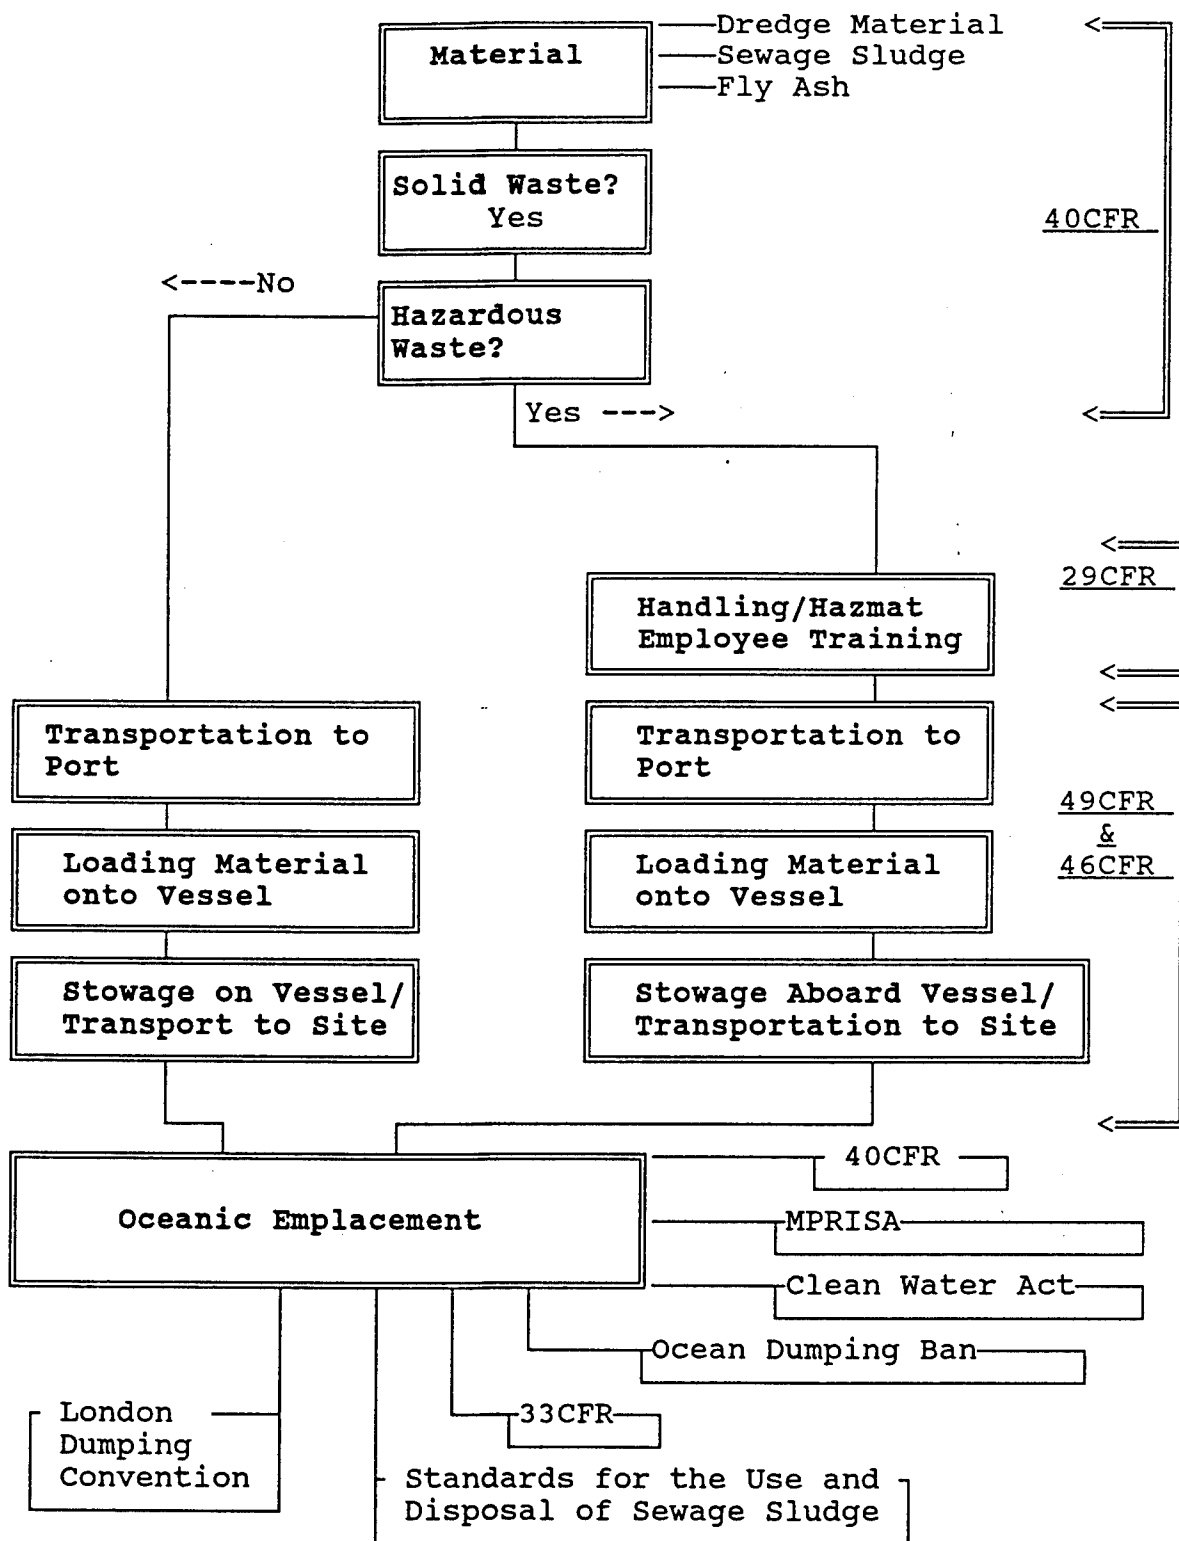 Dredge Material
Material
Sewage Sludge
Fly Ash
<
Solid Waste?
Yes
40CFR
<----No
Hazardous
Waste?
Yes --->
<
<
29CFR
Handling/Hazmat
Employee Training
<
<
Transportation to
Port
Transportation to
Port
49CFR
&
46CFR
Loading Material
onto Vessel
Loading Material
onto Vessel
Stowage on Vessel/
Transport to Site
Stowage Aboard Vessel/
Transportation to Site
<
40CFR
Oceanic Emplacement
MPRISA
Clean Water Act
Ocean Dumping Ban
London
Dumping
Convention
33CFR
Standards for the Use and
Disposal of Sewage Sludge